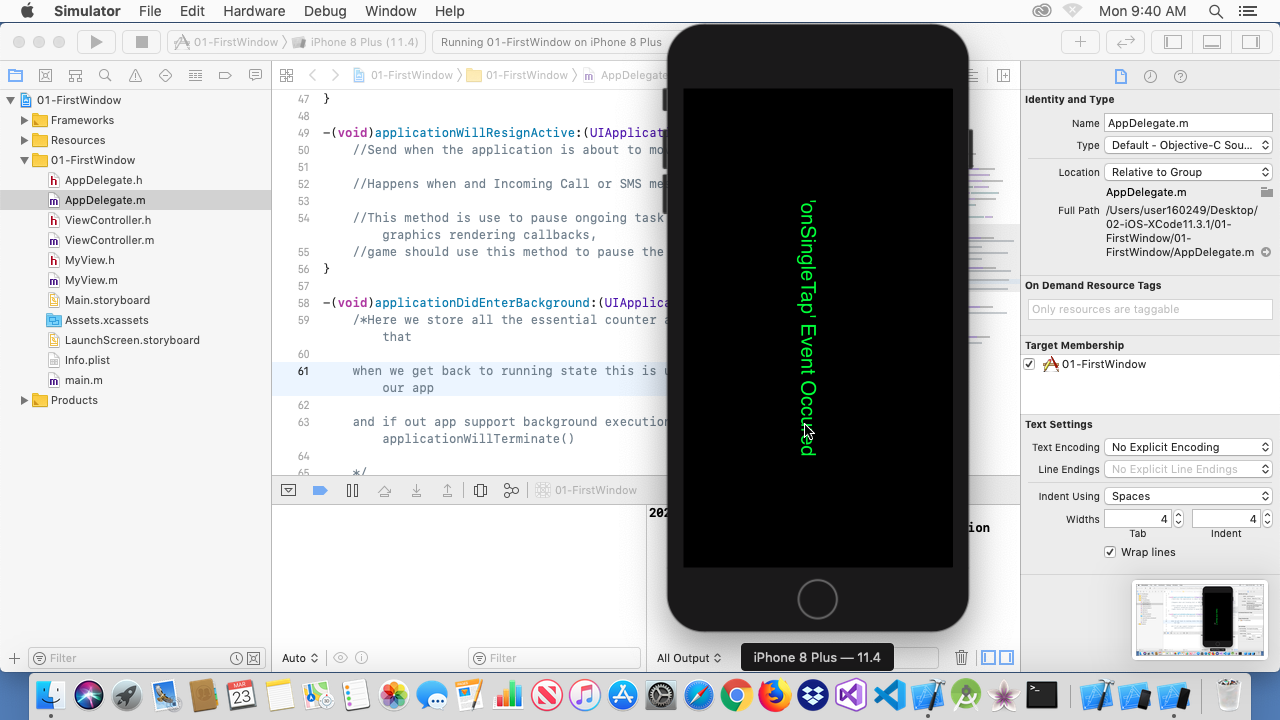 Simulator File Edit Hardware Debug Window Help Mon 9:40 AM
01-FirstWindow iPhone 8 Plus (11. Running 01-FirstWindow on iPhone 8 Plus
01-FirstWindow 01-FirstWindow AppDelegate
01-FirstWindow
Frameworks
Resources
01-FirstWindow
AppDelegate.h
AppDelegate.m
ViewController.h
ViewController.m
MyView.h
MyView.m
Main.storyboard
Assets.xcassets
LaunchScreen.storyboard
Info.plist
main.m
Products
Filter
47 }
48
49 -(void)applicationWillResignActive:(UIApplicat
50 //Send when the application is about to mo
51
52 //Happens when and Incoming Call or SMS me
53
54 //This method is use to pause ongoing task
graphics rendering callbacks,
55 game should use this method to pause the
56 }
57
58 -(void)applicationDidEnterBackground:(UIApplica
59 /* we store all the essential counter a
that
60
61 when we get back to running state this is u
our app
62
63 and if out app support background execution
applicationWillTerminate()
64
65 */
01-FirstWindow
202
ion
Auto
Filter
All Output
'onSingleTap' Event Occured
iPhone 8 Plus — 11.4
Identity and Type
Name AppDelegate.m
Type Default - Objective-C Sou...
Location Relative to Group
AppDelegate.m
Full Path /Users/user160249/Desktop/
02-iOS-XCode11.3.1/01-
FirstWindow/01-
FirstWindow/AppDelegate.m
On Demand Resource Tags
Only resources are taggable
Target Membership
01-FirstWindow
Text Settings
Text Encoding No Explicit Encoding
Line Endings No Explicit Line Endings
Indent Using Spaces
Widths 4 4
Tab Indent
Wrap lines
MAR
23